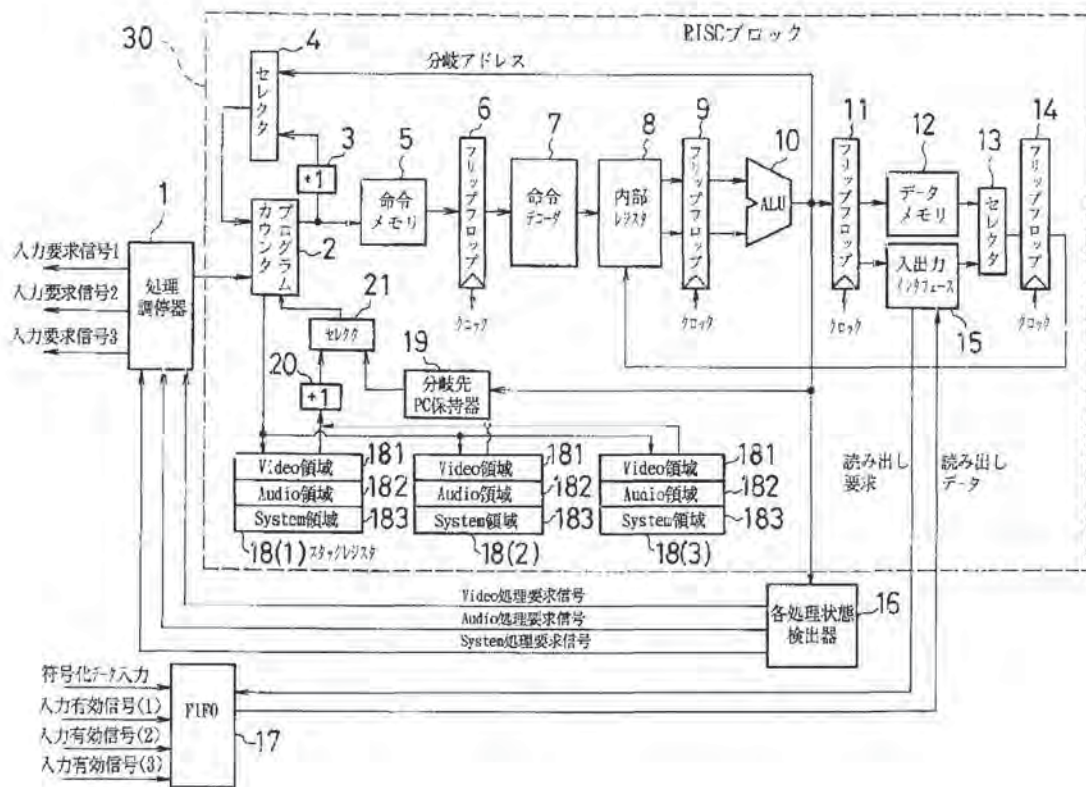 RISCブロック
30
4
セレクタ
分岐アドレス
3
+1
5
命令
メモリ
6
フリップフロップ
クロック
7
命令
デコーダ
8
内部
レジスタ
9
フリップフロップ
クロック
10
ALU
11
フリップフロップ
クロック
12
データ
メモリ
13
セレクタ
14
フリップフロップ
クロック
入出力
インタフェース
15
1
処理
調停器
入力要求信号1
入力要求信号2
入力要求信号3
プログラム
カウンタ
2
21
セレクタ
20
+1
19
分岐先
PC保持器
Video領域
181
Audio領域
182
System領域
183
18(1)
スタックレジスタ
Video領域
181
Audio領域
182
System領域
183
18(2)
Video領域
181
Audio領域
182
System領域
183
18(3)
読み出し
要求
読み出し
データ
Video処理要求信号
Audio処理要求信号
System処理要求信号
各処理状態
検出器
16
符号化データ入力
入力有効信号(1)
入力有効信号(2)
入力有効信号(3)
FIFO
17